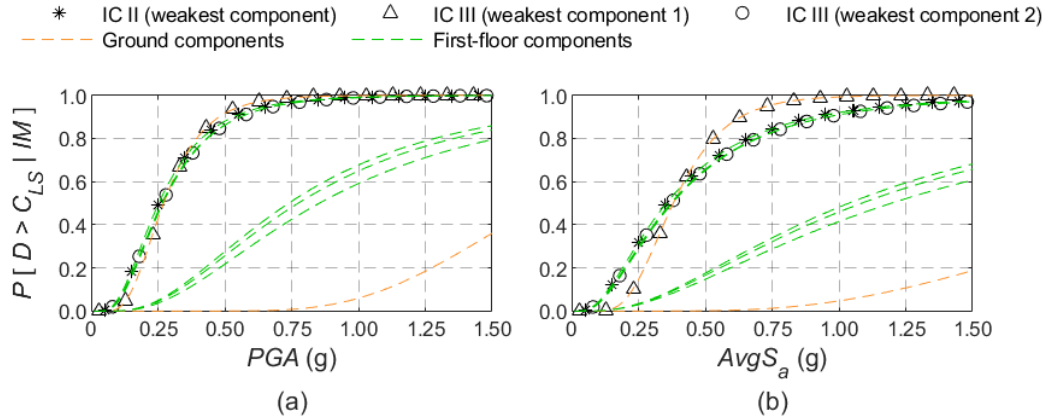 IC II (weakest component) IC III (weakest component 1) IC III (weakest component 2)
Ground components First-floor components
P [ D > C_LS | IM ]
1.0 0.8 0.6 0.4 0.2 0.0
0 0.25 0.50 0.75 1.00 1.25 1.50
PGA (g)
(a)
1.0 0.8 0.6 0.4 0.2 0.0
0 0.25 0.50 0.75 1.00 1.25 1.50
AvgS_a (g)
(b)